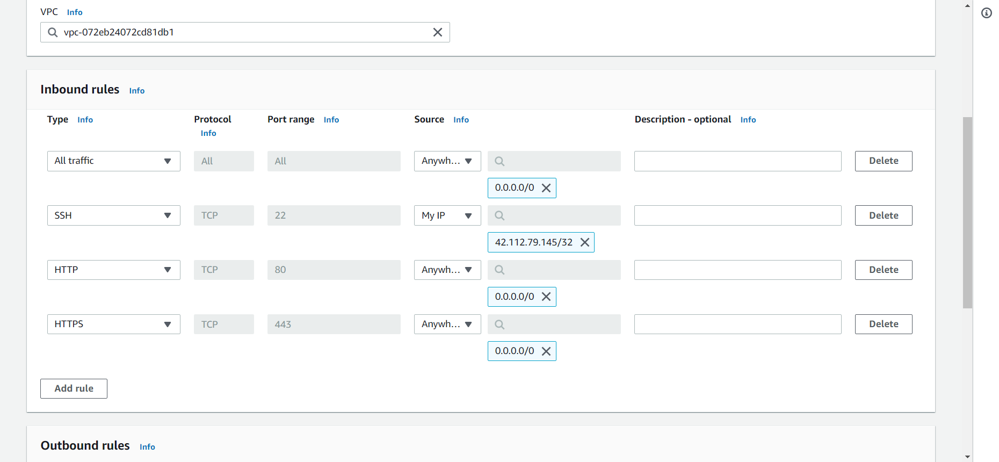 VPC Info
vpc-072eb24072cd81db1
Inbound rules Info
Type Info Protocol Info Port range Info Source Info Description - optional Info
All traffic All All Anywh... Delete
0.0.0.0/0
SSH TCP 22 My IP Delete
42.112.79.145/32
HTTP TCP 80 Anywh... Delete
0.0.0.0/0
HTTPS TCP 443 Anywh... Delete
0.0.0.0/0
Add rule
Outbound rules Info